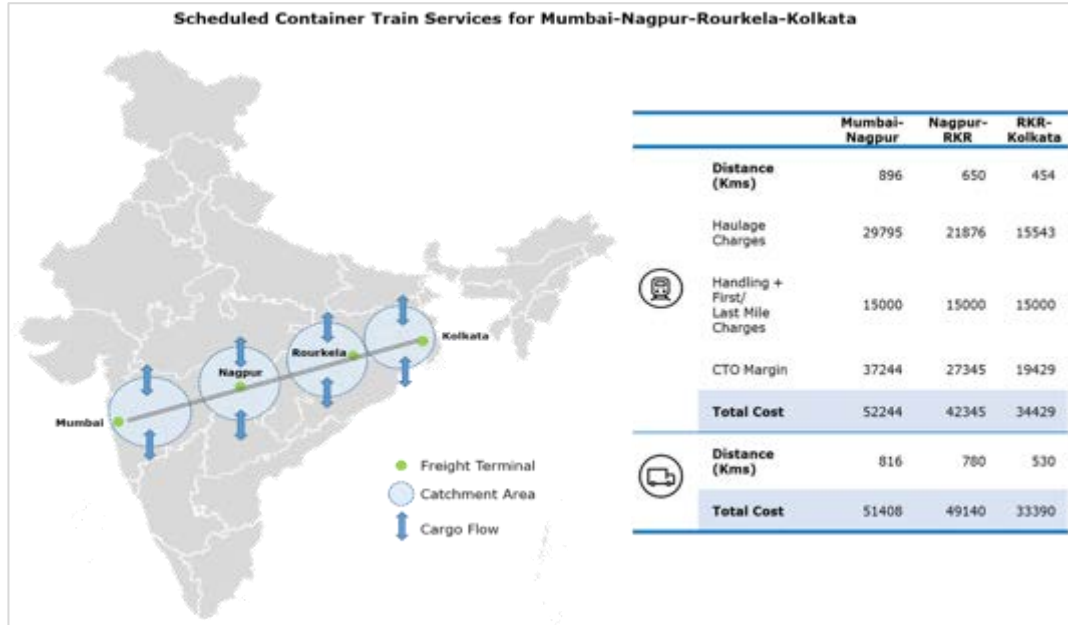 Scheduled Container Train Services for Mumbai-Nagpur-Rourkela-Kolkata
Mumbai
Nagpur
Rourkela
Kolkata
Freight Terminal
Catchment Area
Cargo Flow
Mumbai-
Nagpur
Nagpur-
RKR
RKR-
Kolkata
Distance
(Kms)
896 650 454
Haulage
Charges
29795 21876 15543
Handling +
First/
Last Mile
Charges
15000 15000 15000
CTO Margin 37244 27345 19429
Total Cost 52244 42345 34429
Distance
(Kms)
816 780 530
Total Cost 51408 49140 33390